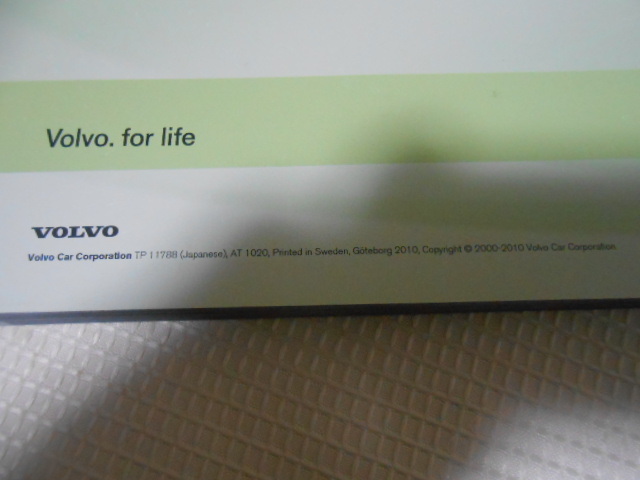 Volvo. for life
VOLVO
Volvo Car Corporation TP 11788 (Japanese), AT 1020, Printed in Sweden, Göteborg 2010, Copyright © 2000-2010 Volvo Car Corporation